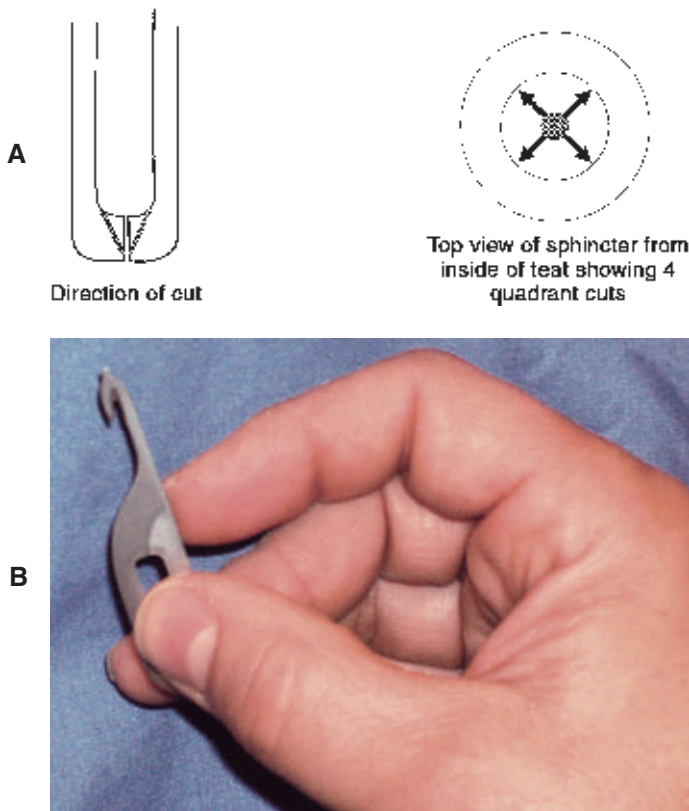 A
Direction of cut
Top view of sphincter from
inside of teat showing 4
quadrant cuts
B